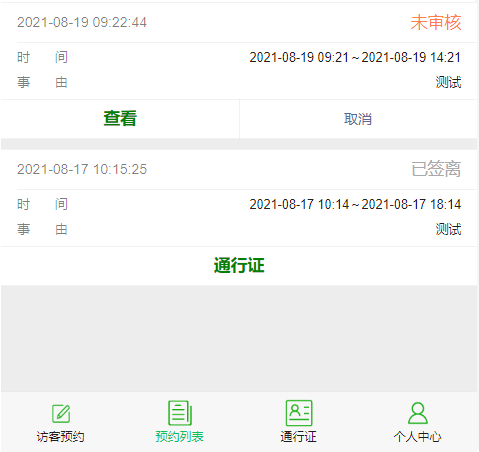 2021-08-19 09:22:44 未审核
时 间 2021-08-19 09:21 ~ 2021-08-19 14:21
事 由 测试
查看 取消
2021-08-17 10:15:25 已签离
时 间 2021-08-17 10:14 ~ 2021-08-17 18:14
事 由 测试
通行证
访客预约 预约列表 通行证 个人中心